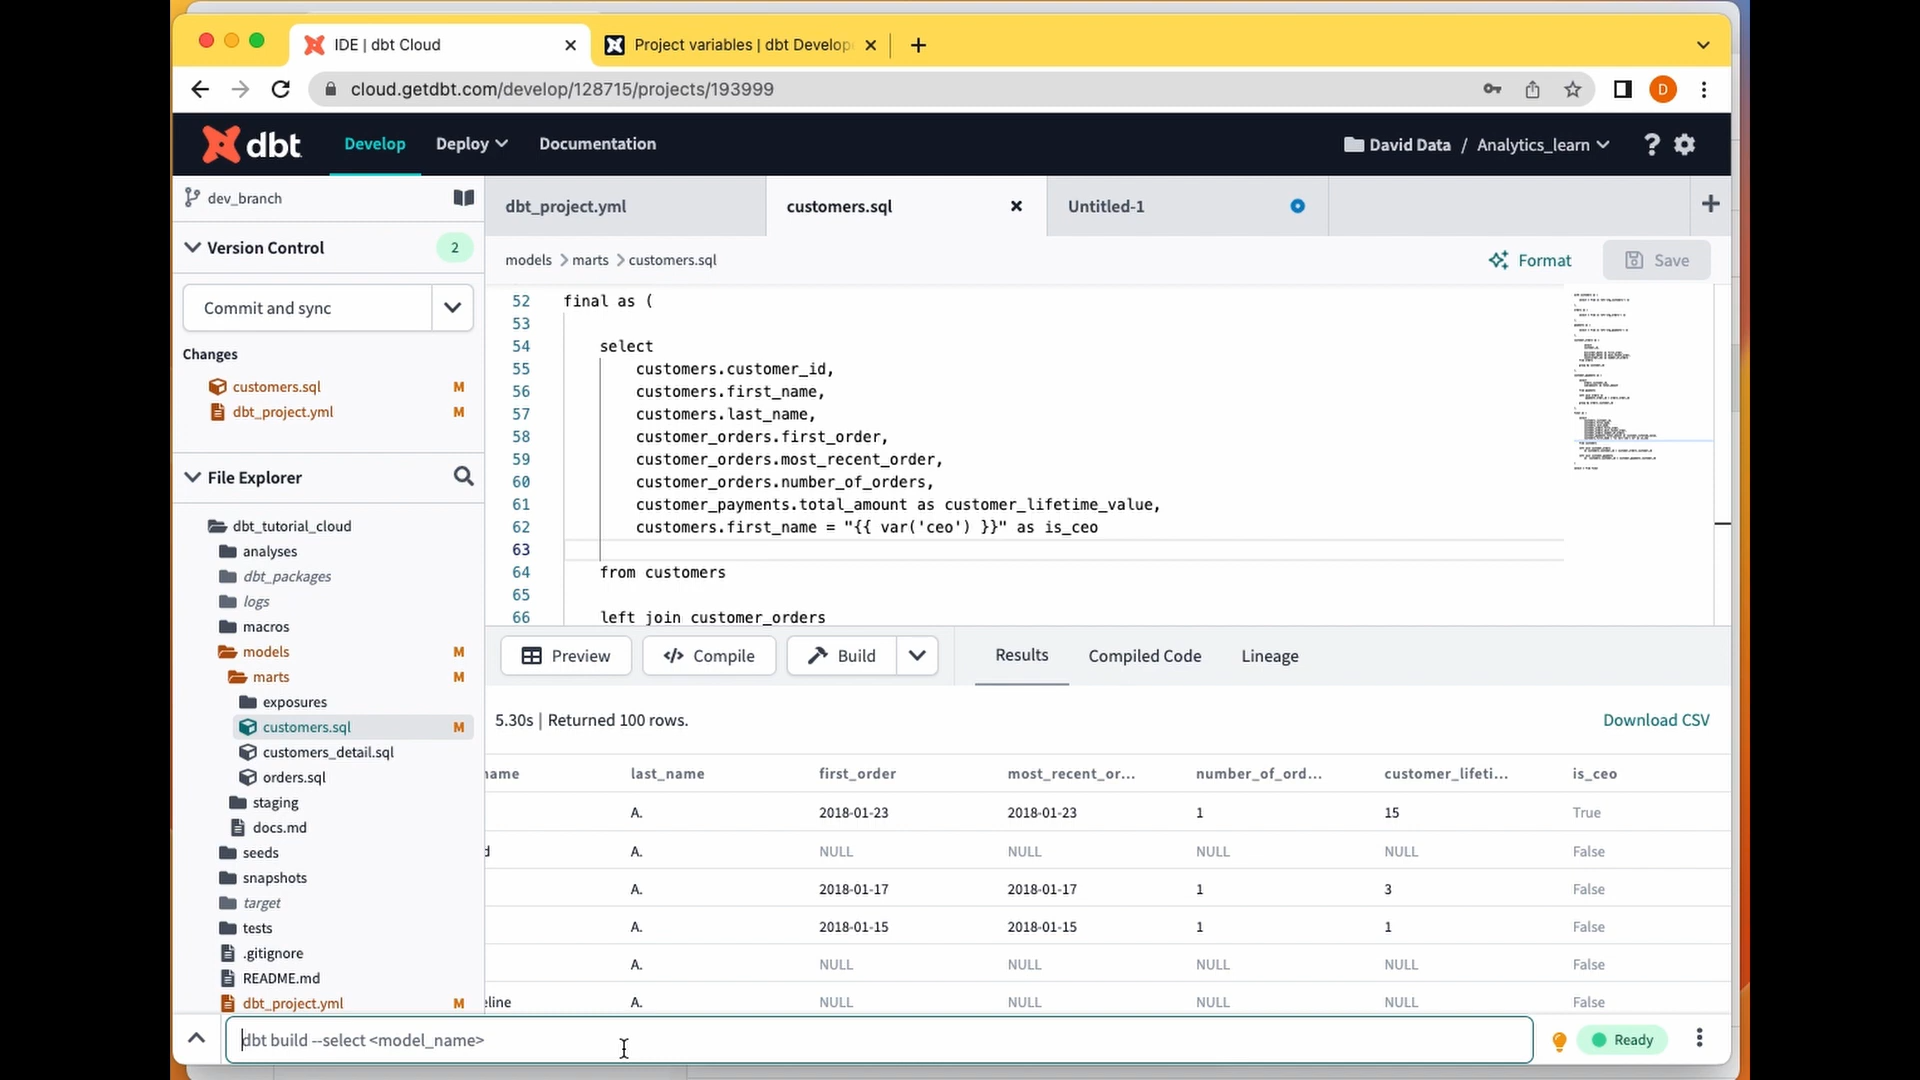 IDE | dbt Cloud
Project variables | dbt Develop
cloud.getdbt.com/develop/128715/projects/193999
D
dbt
Develop
Deploy
Documentation
David Data / Analytics_learn
?
dev_branch
Version Control
2
Commit and sync
Changes
customers.sql M
dbt_project.yml M
File Explorer
dbt_tutorial_cloud
analyses
dbt_packages
logs
macros
models M
marts M
exposures
customers.sql M
customers_detail.sql
orders.sql
staging
docs.md
seeds
snapshots
target
tests
.gitignore
README.md
dbt_project.yml M
dbt_project.yml
customers.sql
Untitled-1
models > marts > customers.sql
Format
Save
52 final as (
53
54 select
55 customers.customer_id,
56 customers.first_name,
57 customers.last_name,
58 customer_orders.first_order,
59 customer_orders.most_recent_order,
60 customer_orders.number_of_orders,
61 customer_payments.total_amount as customer_lifetime_value,
62 customers.first_name = "{{ var('ceo') }}" as is_ceo
63
64 from customers
65
66 left join customer_orders
Preview
Compile
Build
Results
Compiled Code
Lineage
5.30s | Returned 100 rows.
Download CSV
name last_name first_order most_recent_or... number_of_ord... customer_lifeti... is_ceo
A. 2018-01-23 2018-01-23 1 15 True
d A. NULL NULL NULL NULL False
A. 2018-01-17 2018-01-17 1 3 False
A. 2018-01-15 2018-01-15 1 1 False
A. NULL NULL NULL NULL False
eline A. NULL NULL NULL NULL False
dbt build --select <model_name>
Ready